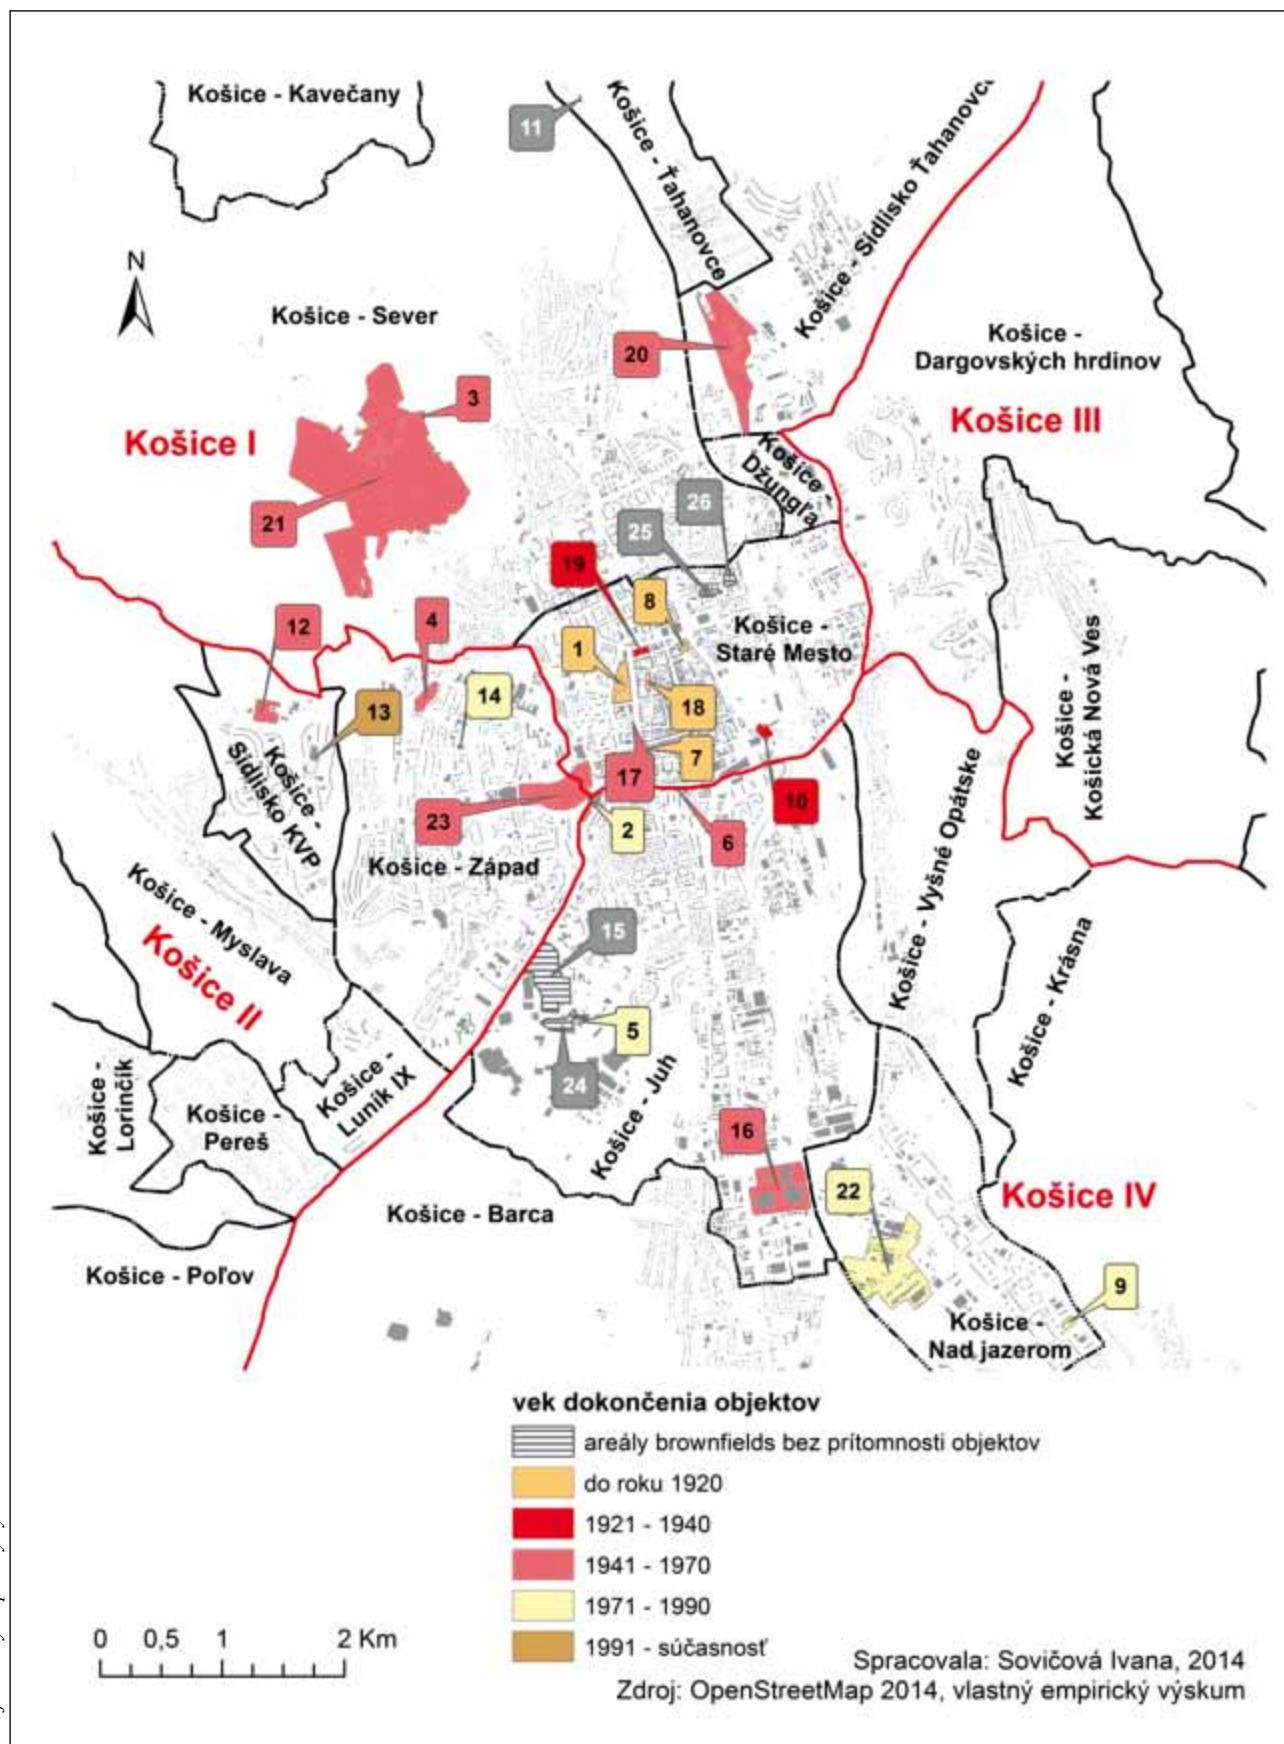 Košice - Kavečany
11
Košice - Ťahanovce
Košice - Sídlisko Ťahanovce
N
Košice - Sever
20
Košice -
Dargovských hrdinov
3
Košice I
Košice III
Košice -
Džungľa
26
21
25
19
8
12
4
Košice -
Staré Mesto
1
Košice -
Košická Nová Ves
14
13
18
Košice -
Sídlisko KVP
7
17
10
23
2
6
Košice - Západ
Košice - Vyšné Opátske
Košice - Myslava
15
Košice II
Košice - Krásna
5
24
Košice -
Lorinčík
Košice -
Luník IX
Košice -
Pereš
Košice - Juh
16
22
Košice IV
Košice - Barca
Košice - Poľov
9
Košice -
Nad jazerom
vek dokončenia objektov
areály brownfields bez prítomnosti objektov
do roku 1920
1921 - 1940
1941 - 1970
1971 - 1990
1991 - súčasnosť
0 0,5 1 2 Km
Spracovala: Sovičová Ivana, 2014
Zdroj: OpenStreetMap 2014, vlastný empirický výskum